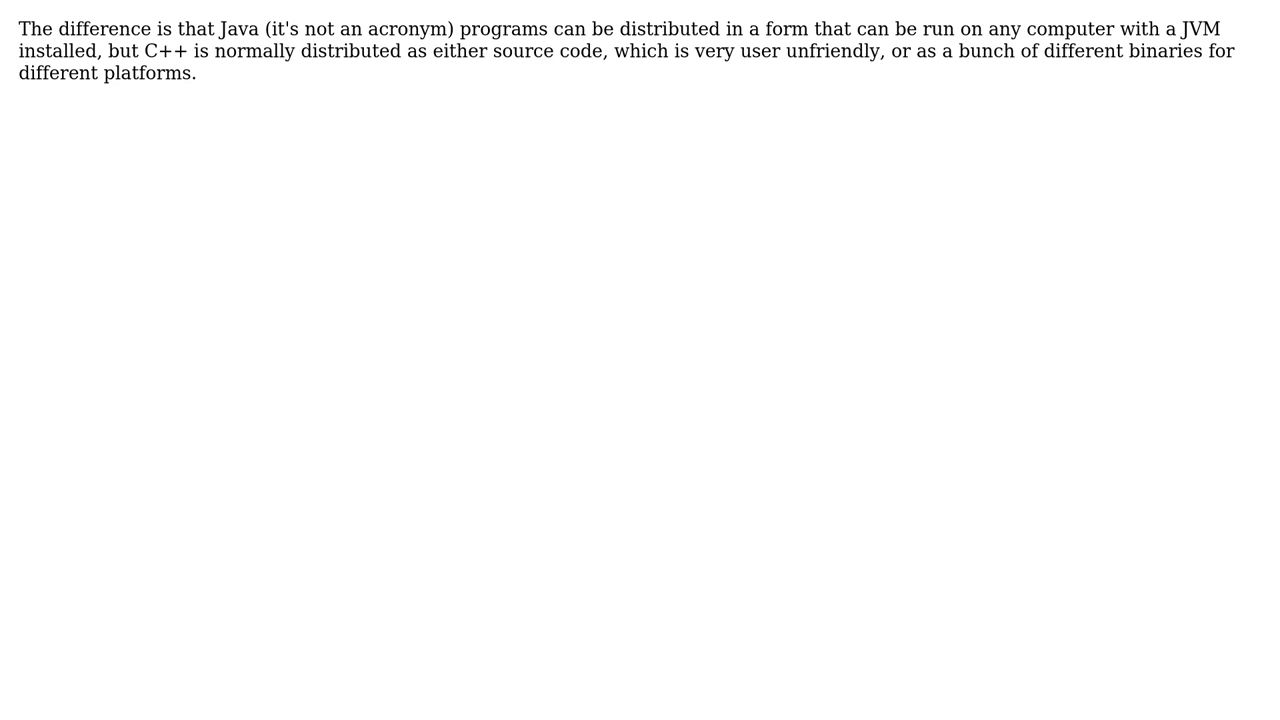 The difference is that Java (it's not an acronym) programs can be distributed in a form that can be run on any computer with a JVM
installed, but C++ is normally distributed as either source code, which is very user unfriendly, or as a bunch of different binaries for
different platforms.